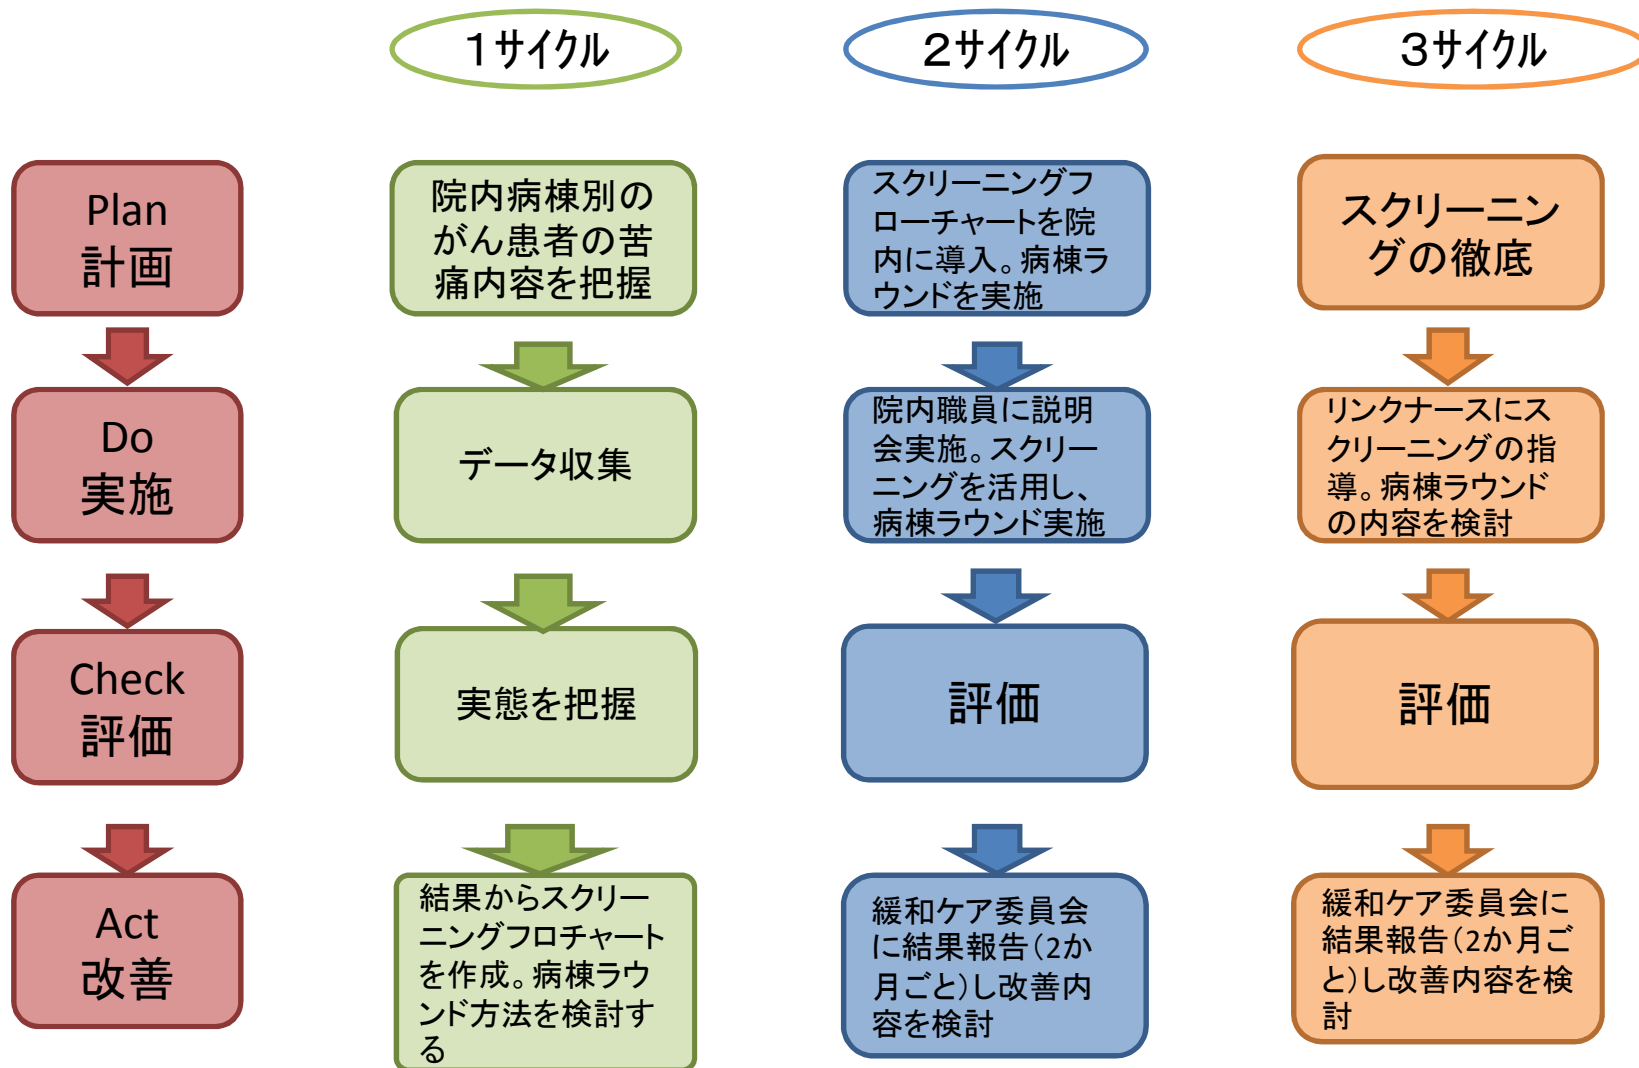 1サイクル
2サイクル
3サイクル
Plan
計画
院内病棟別の
がん患者の苦
痛内容を把握
スクリーニングフ
ローチャートを院
内に導入。病棟ラ
ウンドを実施
スクリーニン
グの徹底
Do
実施
データ収集
院内職員に説明
会実施。スクリー
ニングを活用し、
病棟ラウンド実施
リンクナースにス
クリーニングの指
導。病棟ラウンド
の内容を検討
Check
評価
実態を把握
評価
評価
Act
改善
結果からスクリー
ニングフロチャート
を作成。病棟ラウ
ンド方法を検討す
る
緩和ケア委員会
に結果報告(2か
月ごと)し改善内
容を検討
緩和ケア委員会に
結果報告(2か月ご
と)し改善内容を検
討